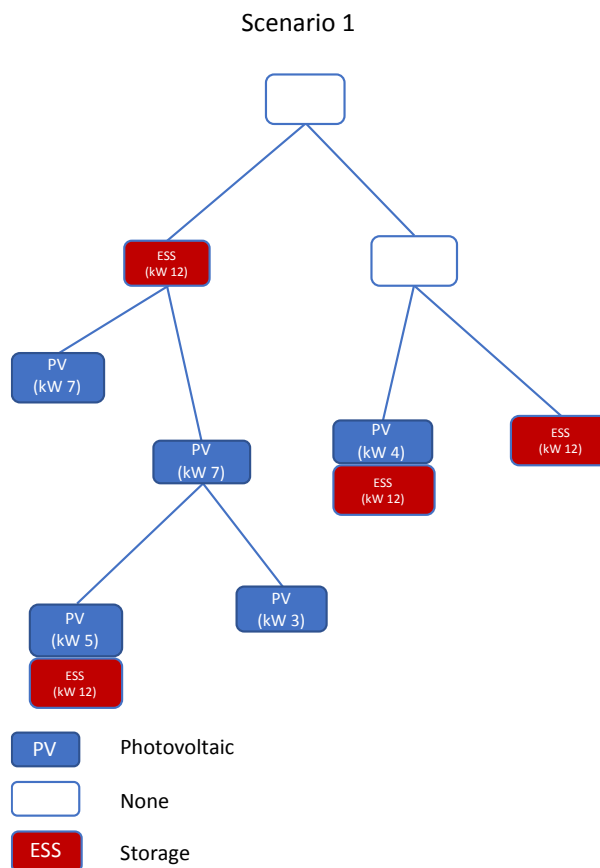 Scenario 1
ESS
(kW 12)
PV
(kW 7)
PV
(kW 7)
PV
(kW 4)
ESS
(kW 12)
ESS
(kW 12)
PV
(kW 5)
ESS
(kW 12)
PV
(kW 3)
PV Photovoltaic
None
ESS Storage